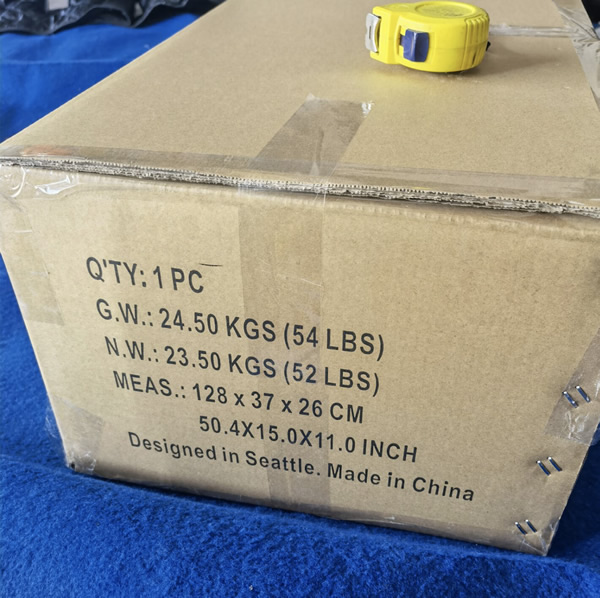 Q'TY: 1 PC
G.W.: 24.50 KGS (54 LBS)
N.W.: 23.50 KGS (52 LBS)
MEAS.: 128 x 37 x 26 CM
50.4X15.0X11.0 INCH
Designed in Seattle. Made in China